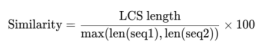 Similarity = LCS length / max(len(seq1), len(seq2)) × 100